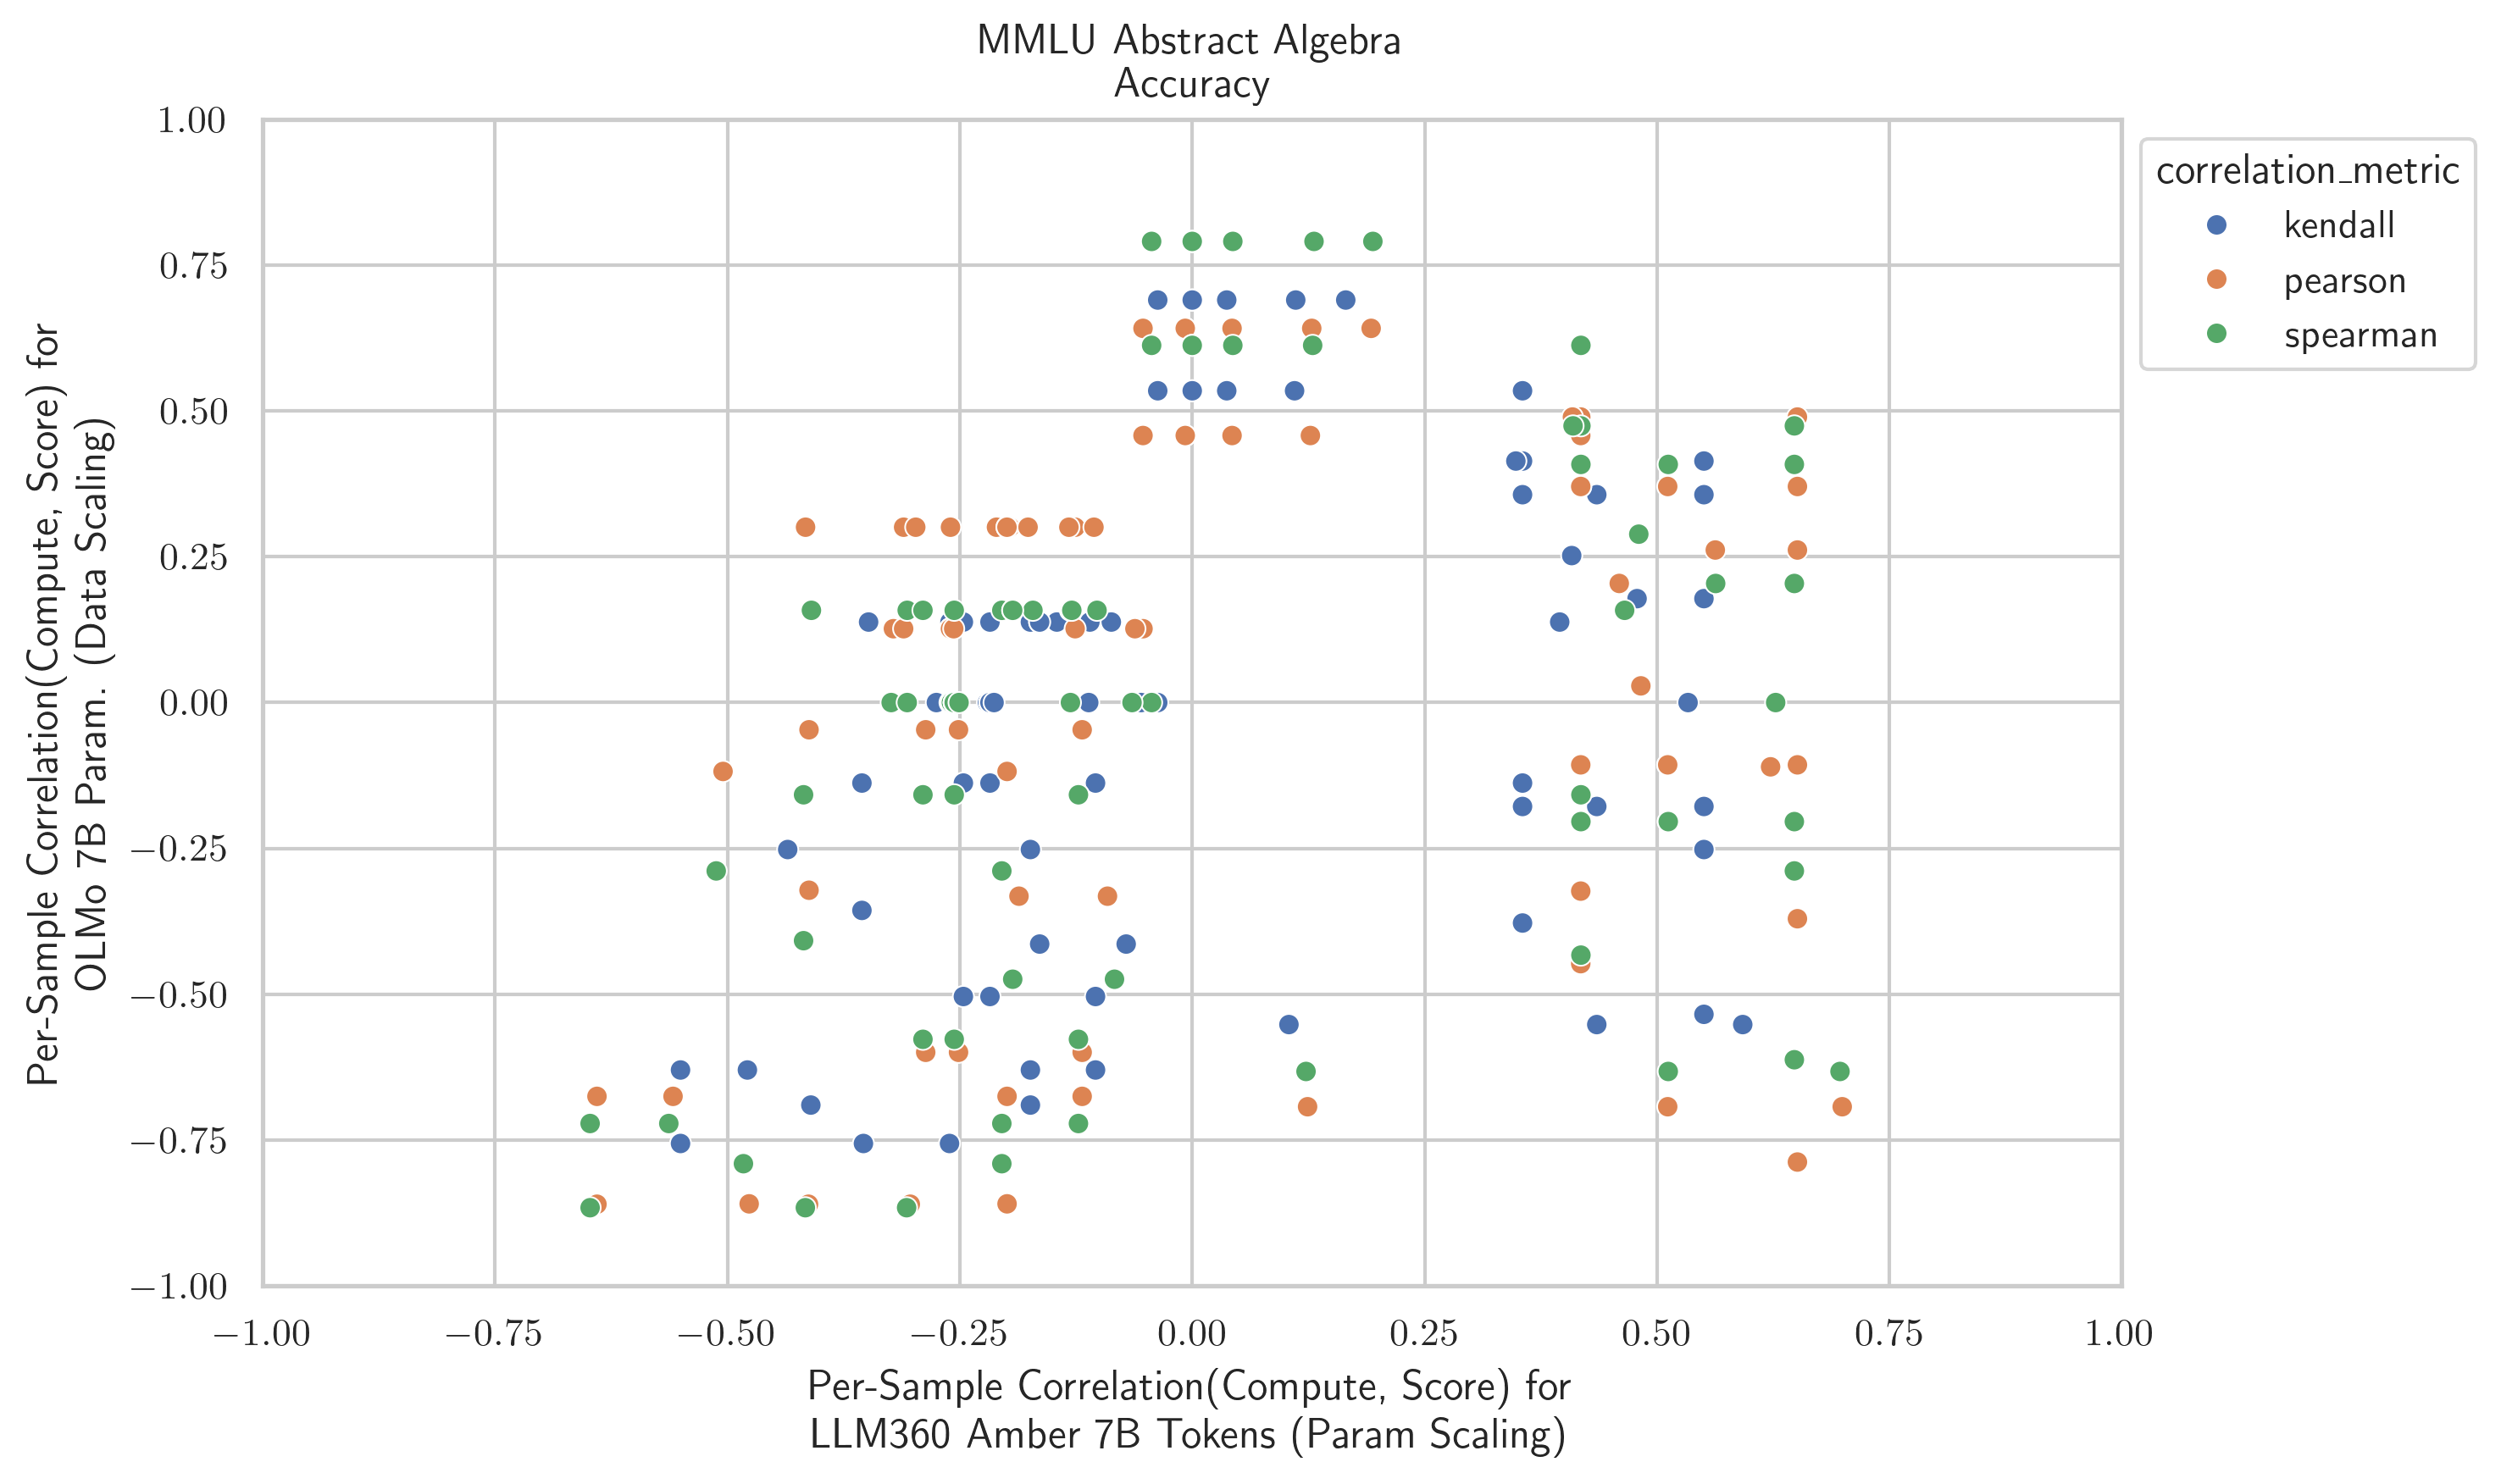 MMLU Abstract Algebra
Accuracy
Per-Sample Correlation(Compute, Score) for
OLMo 7B Param. (Data Scaling)
1.00
0.75
0.50
0.25
0.00
−0.25
−0.50
−0.75
−1.00
−1.00 −0.75 −0.50 −0.25 0.00 0.25 0.50 0.75 1.00
Per-Sample Correlation(Compute, Score) for
LLM360 Amber 7B Tokens (Param Scaling)
correlation_metric
kendall
pearson
spearman